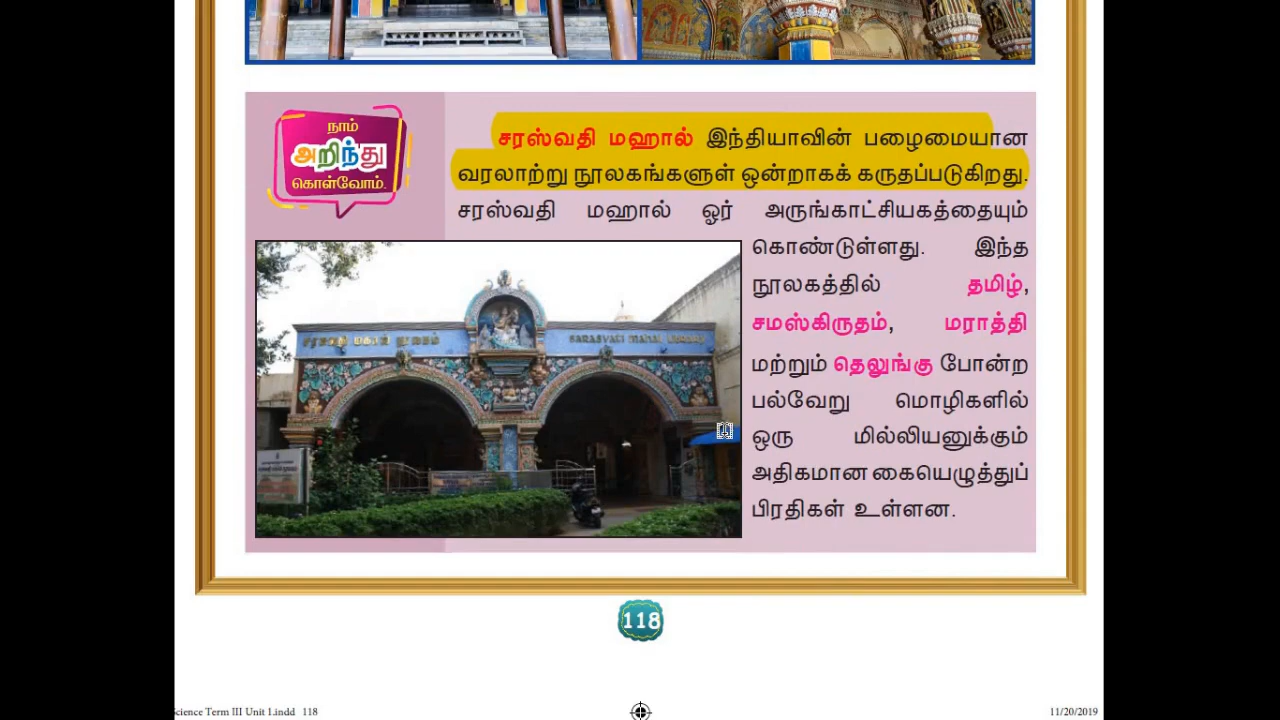 நாம்
அறிந்து
கொள்வோம்.
சரஸ்வதி மஹால் இந்தியாவின் பழைமையான
வரலாற்று நூலகங்களுள் ஒன்றாகக் கருதப்படுகிறது.
சரஸ்வதி மஹால் ஓர் அருங்காட்சியகத்தையும்
கொண்டுள்ளது. இந்த
நூலகத்தில் தமிழ்,
சமஸ்கிருதம், மராத்தி
மற்றும் தெலுங்கு போன்ற
பல்வேறு மொழிகளில்
ஒரு மில்லியனுக்கும்
அதிகமான கையெழுத்துப்
பிரதிகள் உள்ளன.
SARASVATI MAHAL LIBRARY
118
Science Term III Unit 1.indd 118
11/20/2019